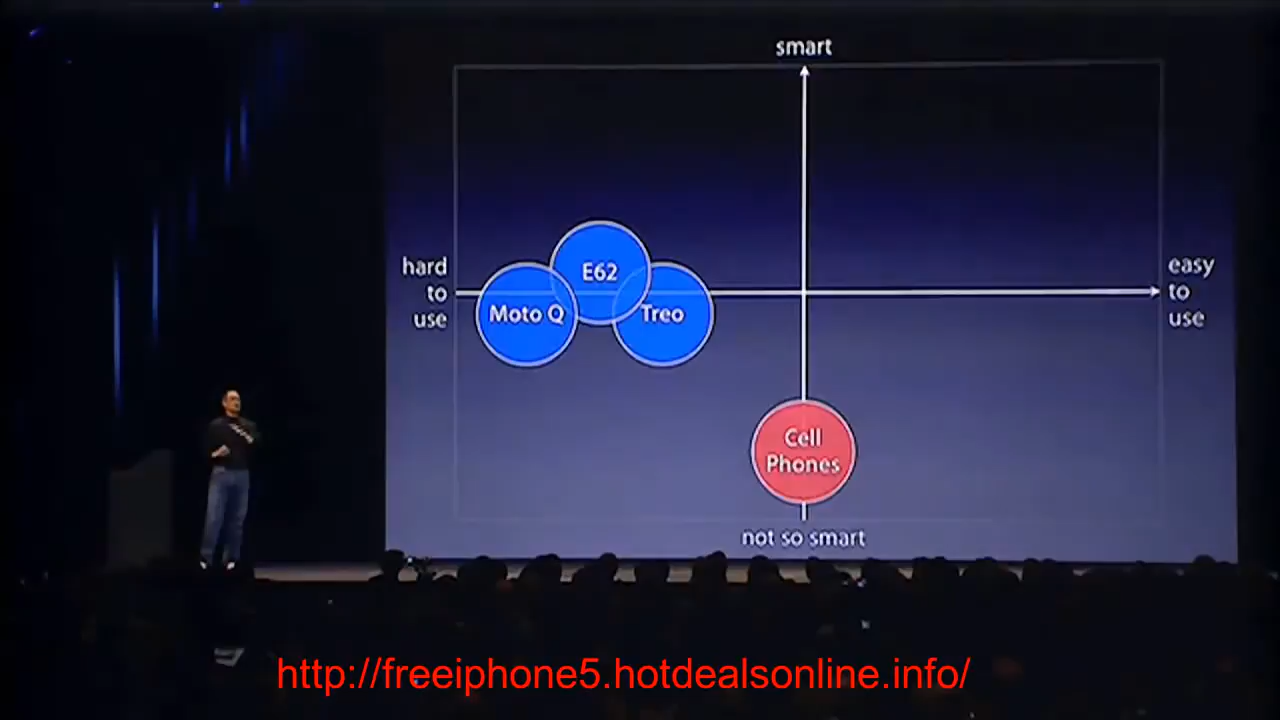 smart
hard
to
use
E62
Moto Q
Treo
easy
to
use
Cell
Phones
not so smart
http://freeiphone5.hotdealsonline.info/